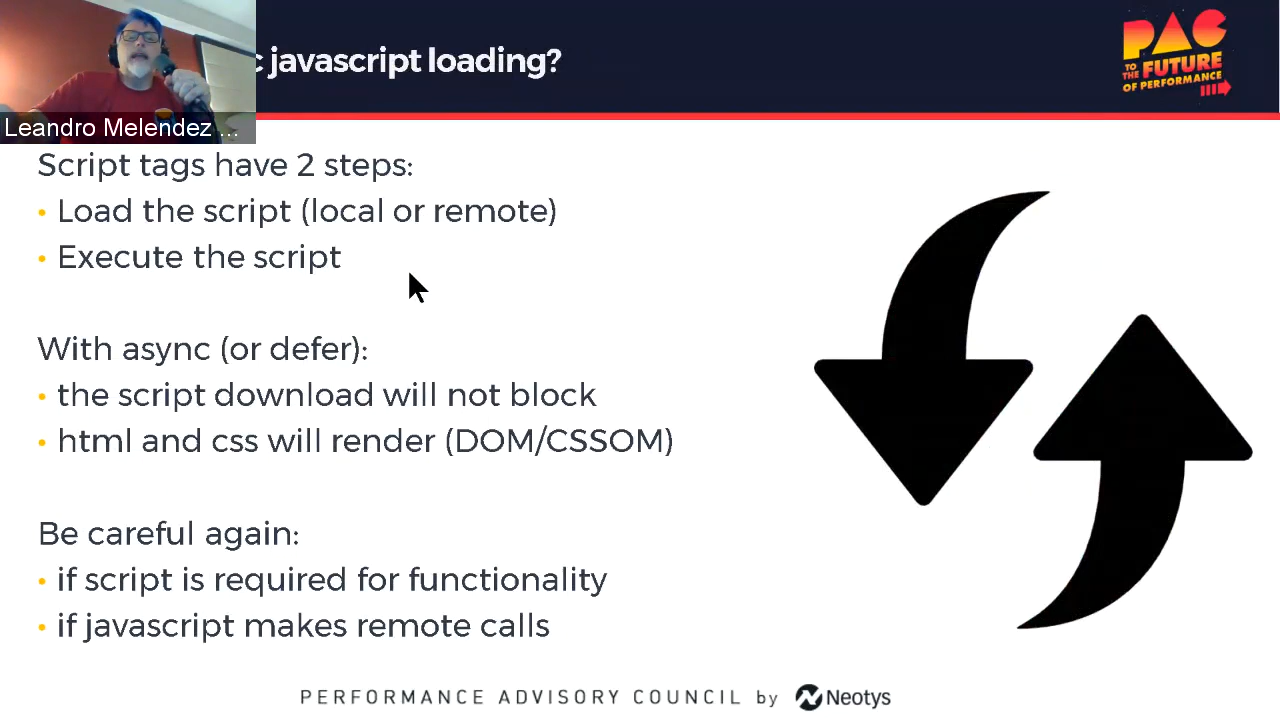 javascript loading?
PAC
TO THE FUTURE
OF PERFORMANCE
Leandro Melendez ...
Script tags have 2 steps:
• Load the script (local or remote)
• Execute the script
With async (or defer):
• the script download will not block
• html and css will render (DOM/CSSOM)
Be careful again:
• if script is required for functionality
• if javascript makes remote calls
PERFORMANCE ADVISORY COUNCIL by Neotys